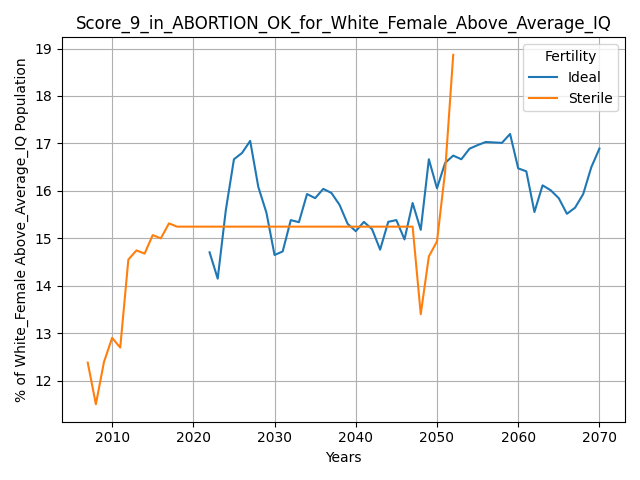 Score_9_in_ABORTION_OK_for_White_Female_Above_Average_IQ
% of White_Female Above_Average_IQ Population
19
18
17
16
15
14
13
12
Fertility
Ideal
Sterile
2010
2020
2030
2040
2050
2060
2070
Years